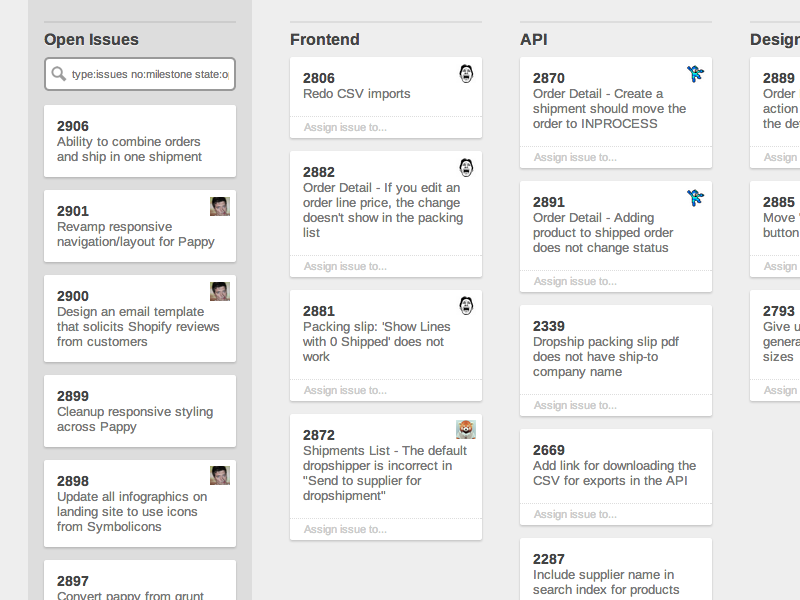 Open Issues
type:issues no:milestone state:o
2906
Ability to combine orders
and ship in one shipment
2901
Revamp responsive
navigation/layout for Pappy
2900
Design an email template
that solicits Shopify reviews
from customers
2899
Cleanup responsive styling
across Pappy
2898
Update all infographics on
landing site to use icons
from Symbolicons
2897
Convert pappy from grunt
Frontend
2806
Redo CSV imports
Assign issue to...
2882
Order Detail - If you edit an
order line price, the change
doesn't show in the packing
list
Assign issue to...
2881
Packing slip: 'Show Lines
with 0 Shipped' does not
work
Assign issue to...
2872
Shipments List - The default
dropshipper is incorrect in
"Send to supplier for
dropshipment"
Assign issue to...
API
2870
Order Detail - Create a
shipment should move the
order to INPROCESS
Assign issue to...
2891
Order Detail - Adding
product to shipped order
does not change status
Assign issue to...
2339
Dropship packing slip pdf
does not have ship-to
company name
Assign issue to...
2669
Add link for downloading the
CSV for exports in the API
Assign issue to...
2287
Include supplier name in
search index for products
Design
2889
Order
action
the de
Assign
2885
Move
button
Assign
2793
Give u
genera
sizes
Assign